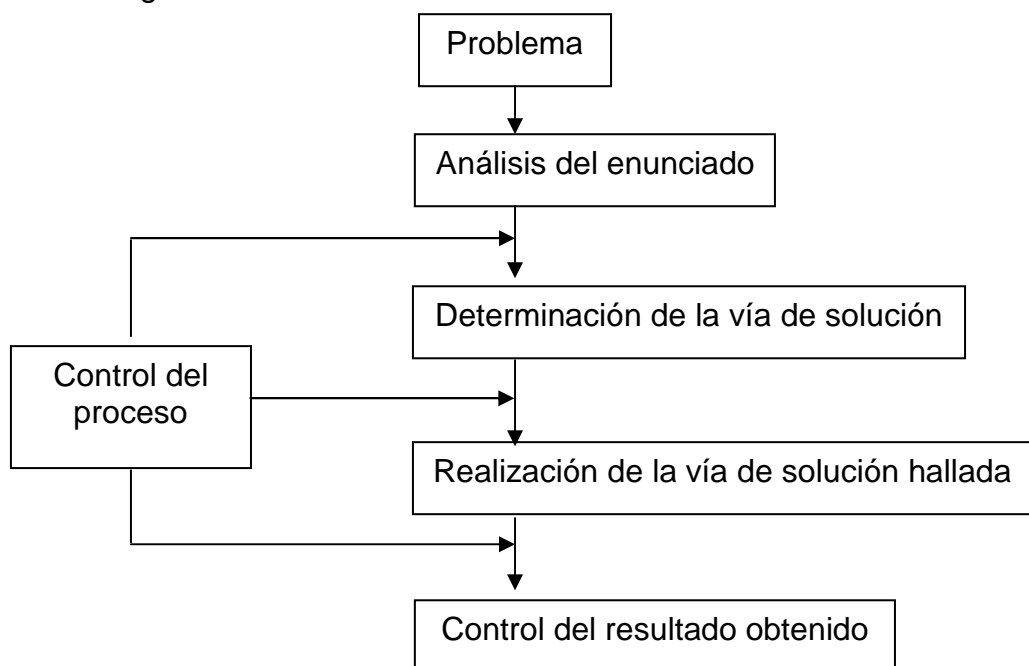 Problema
Análisis del enunciado
Determinación de la vía de solución
Control del
proceso
Realización de la vía de solución hallada
Control del resultado obtenido